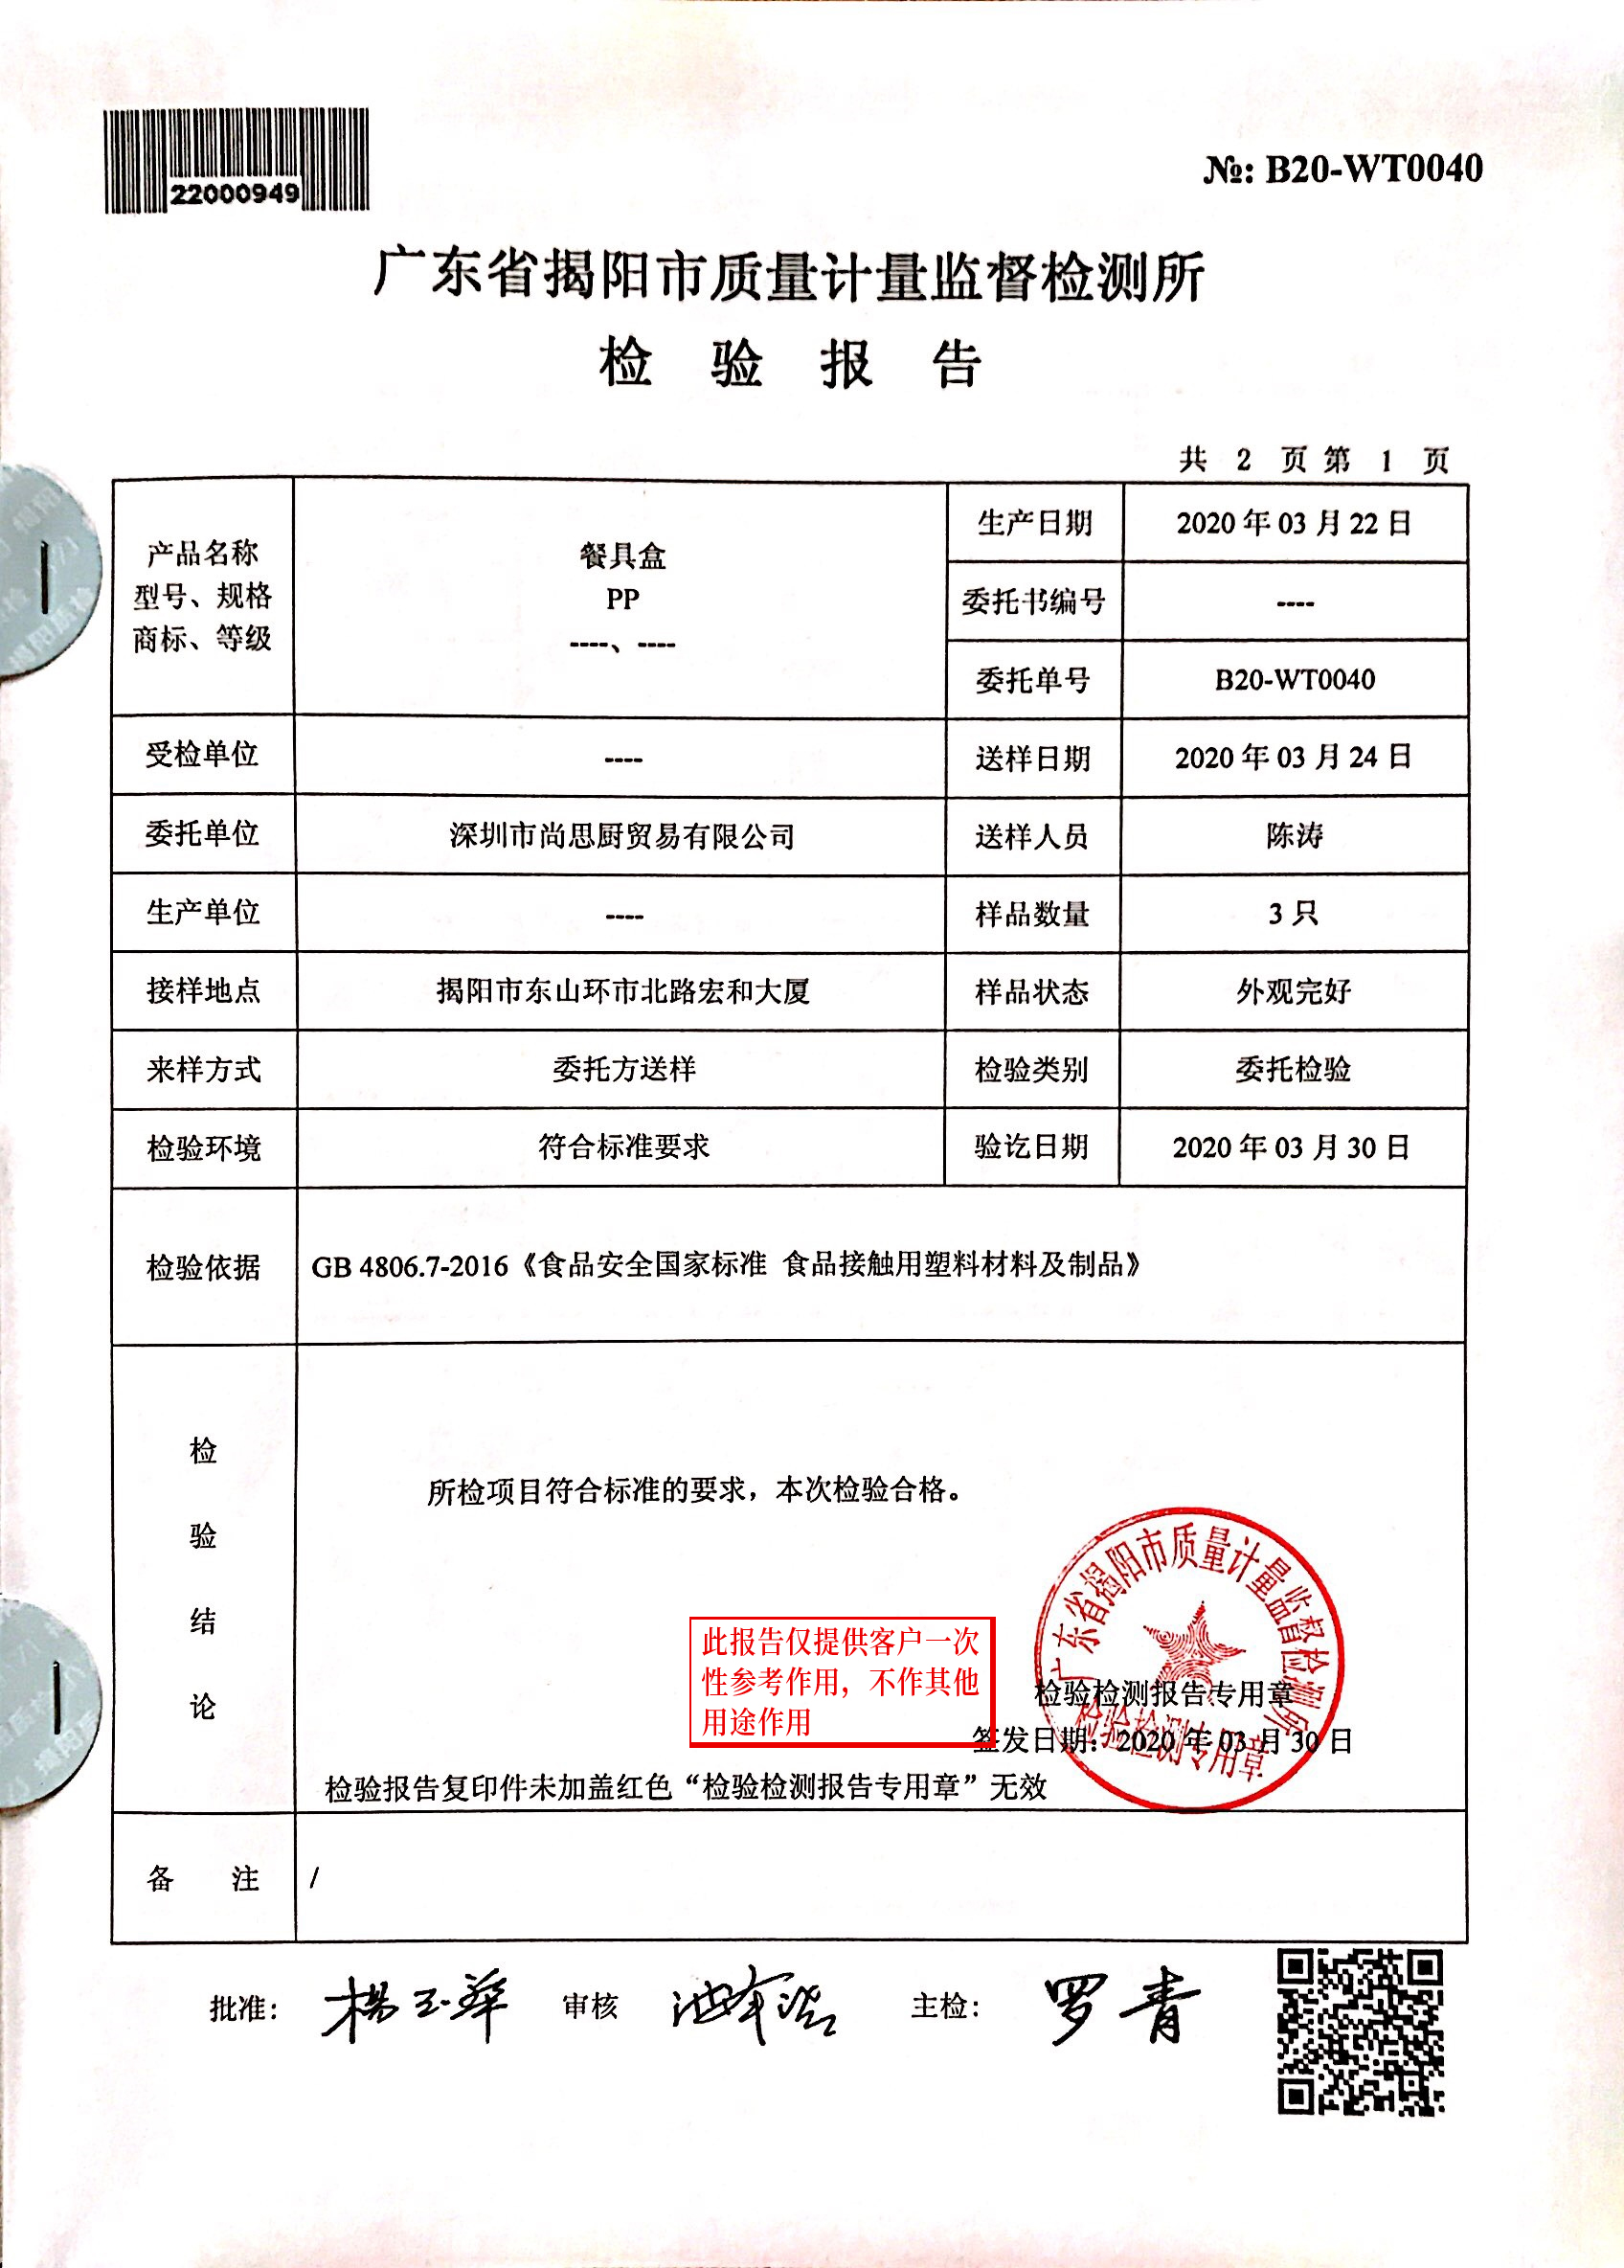 22000949
№: B20-WT0040
广东省揭阳市质量计量监督检测所
检 验 报 告
共 2 页 第 1 页
产品名称
型号、规格
商标、等级
餐具盒
PP
----、----
生产日期
2020 年 03 月 22 日
委托书编号
----
委托单号
B20-WT0040
受检单位
----
送样日期
2020 年 03 月 24 日
委托单位
深圳市尚思厨贸易有限公司
送样人员
陈涛
生产单位
----
样品数量
3 只
接样地点
揭阳市东山环市北路宏和大厦
样品状态
外观完好
来样方式
委托方送样
检验类别
委托检验
检验环境
符合标准要求
验讫日期
2020 年 03 月 30 日
检验依据
GB 4806.7-2016《食品安全国家标准 食品接触用塑料材料及制品》
检
验
结
论
所检项目符合标准的要求，本次检验合格。
此报告仅提供客户一次
性参考作用，不作其他
用途作用
广东省揭阳市质量计量监督检测所
检验检测专用章
检验检测报告专用章
签发日期：2020 年 03 月 30 日
检验报告复印件未加盖红色“检验检测报告专用章”无效
备 注
/
批准：
审核
主检：
罗青